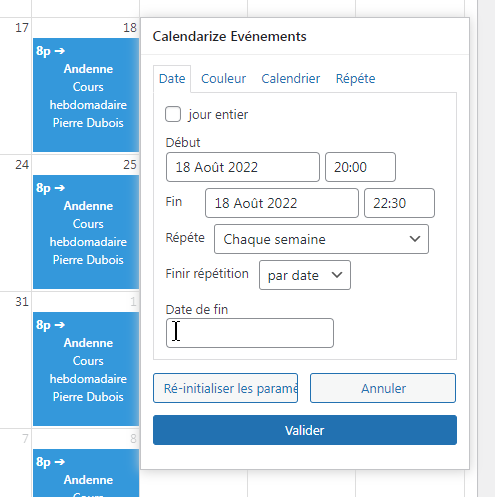 17
18
8p ➔
Andenne
Cours
hebdomadaire
Pierre Dubois
24
25
8p ➔
Andenne
Cours
hebdomadaire
Pierre Dubois
31
1
8p ➔
Andenne
Cours
hebdomadaire
Pierre Dubois
7
8
8p ➔
Andenne
Cours
Calendarize Evénements
Date Couleur Calendrier Répéte
jour entier
Début
18 Août 2022 20:00
Fin 18 Août 2022 22:30
Répéte Chaque semaine
Finir répétition par date
Date de fin
Ré-initialiser les paramè Annuler
Valider